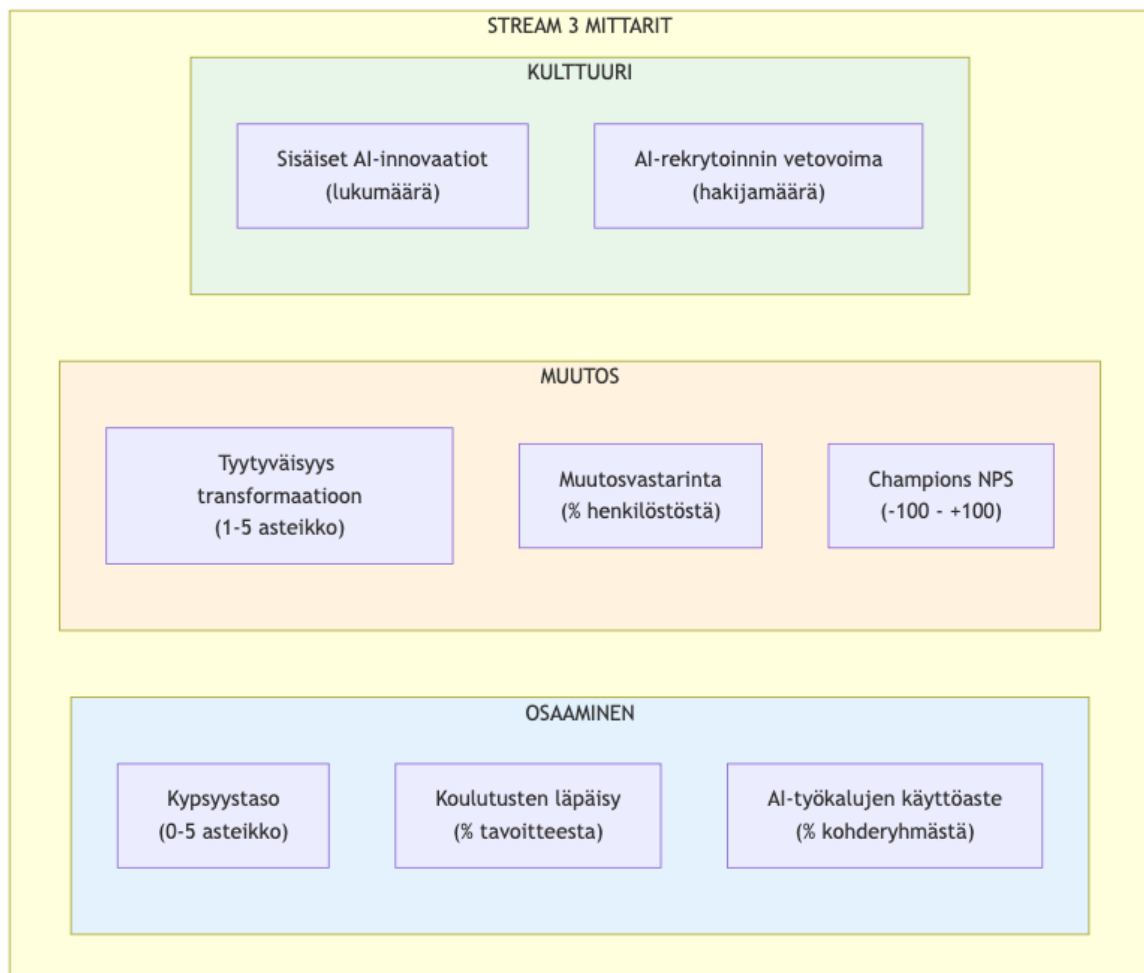 STREAM 3 MITTARIT
KULTTUURI
Sisäiset AI-innovaatiot
(lukumäärä)
AI-rekrytoinnin vetovoima
(hakijamäärä)
MUUTOS
Tyytyväisyys
transformaatioon
(1-5 asteikko)
Muutosvastarinta
(% henkilöstöstä)
Champions NPS
(-100 - +100)
OSAAMINEN
Kypsyystaso
(0-5 asteikko)
Koulutusten läpäisy
(% tavoitteesta)
AI-työkalujen käyttöaste
(% kohderyhmästä)